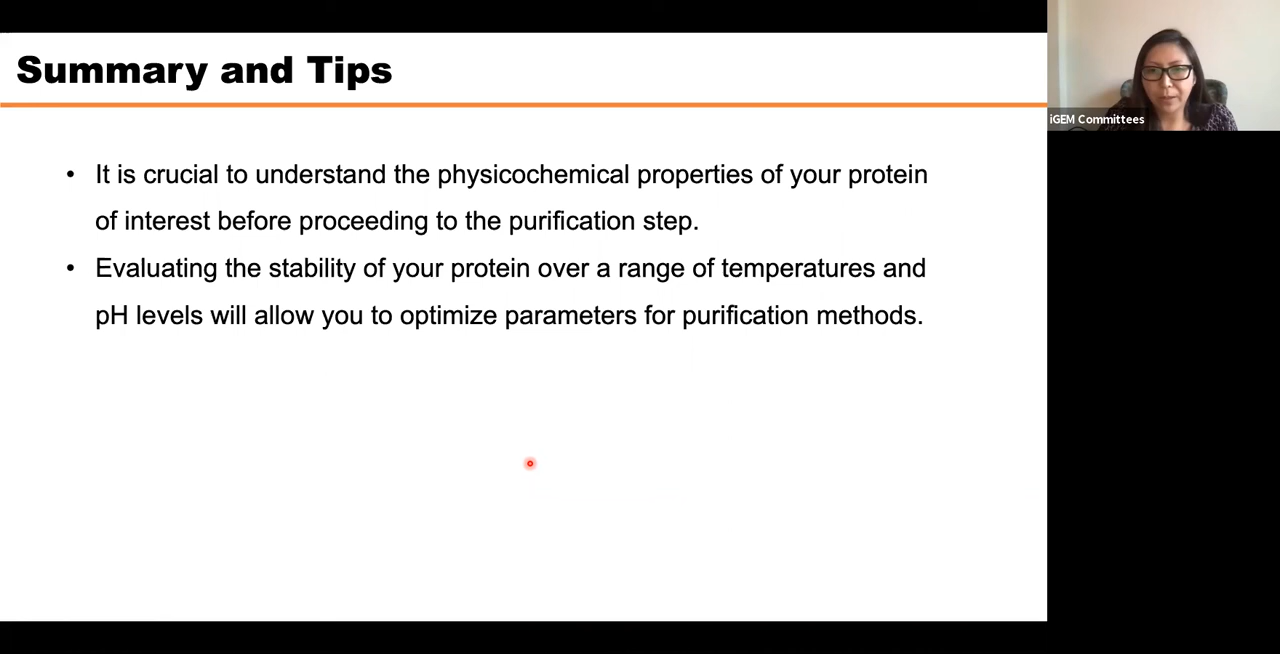 Summary and Tips
iGEM Committees
• It is crucial to understand the physicochemical properties of your protein
of interest before proceeding to the purification step.
• Evaluating the stability of your protein over a range of temperatures and
pH levels will allow you to optimize parameters for purification methods.